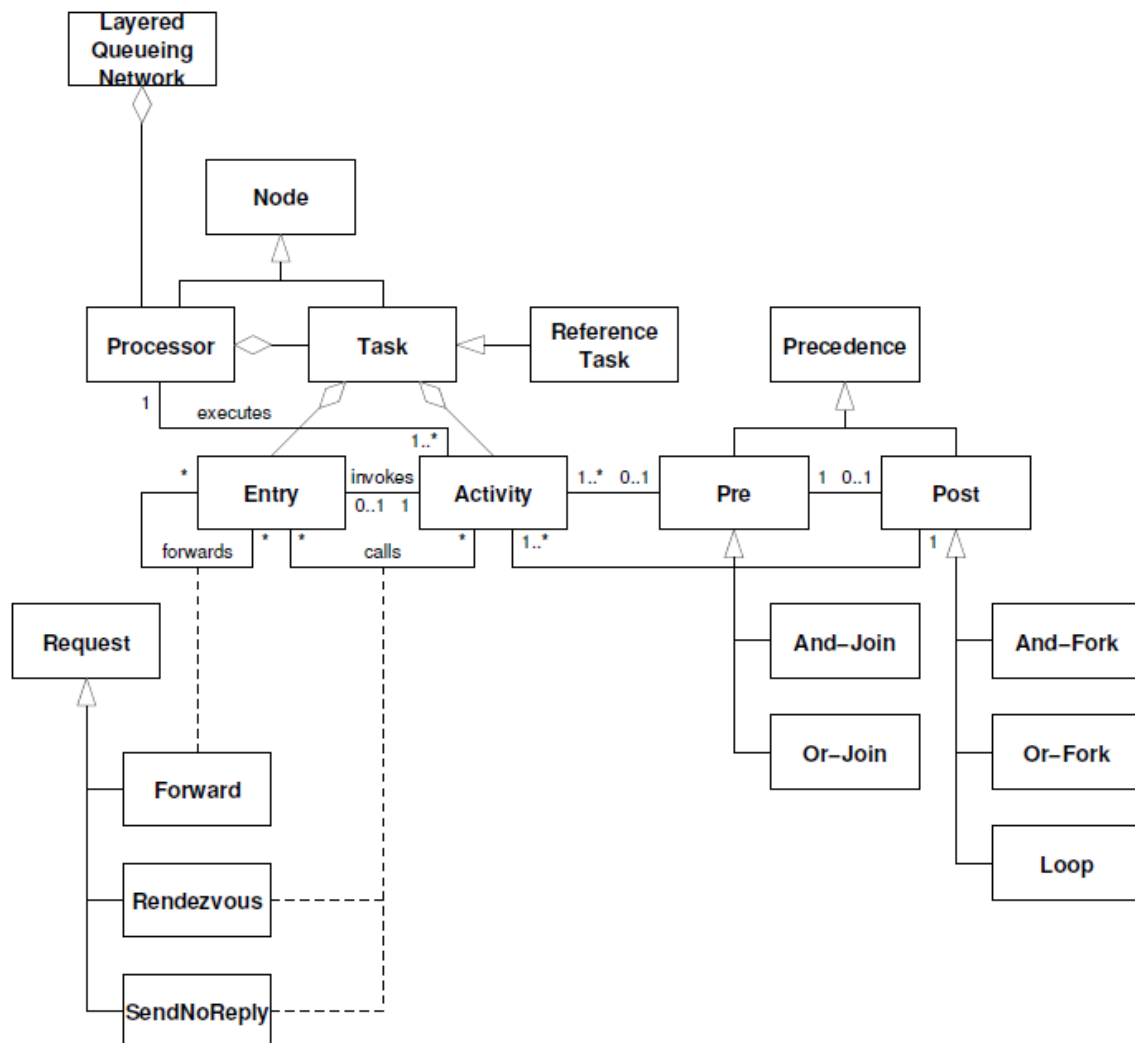 Layered
Queueing
Network
Node
Processor
Task
Reference
Task
Precedence
1
executes
1..*
*
Entry
invokes
0..1 1
Activity
1..* 0..1
Pre
1 0..1
Post
forwards
*
*
calls
*
1..*
1
Request
And–Join
And–Fork
Or–Join
Or–Fork
Forward
Loop
Rendezvous
SendNoReply